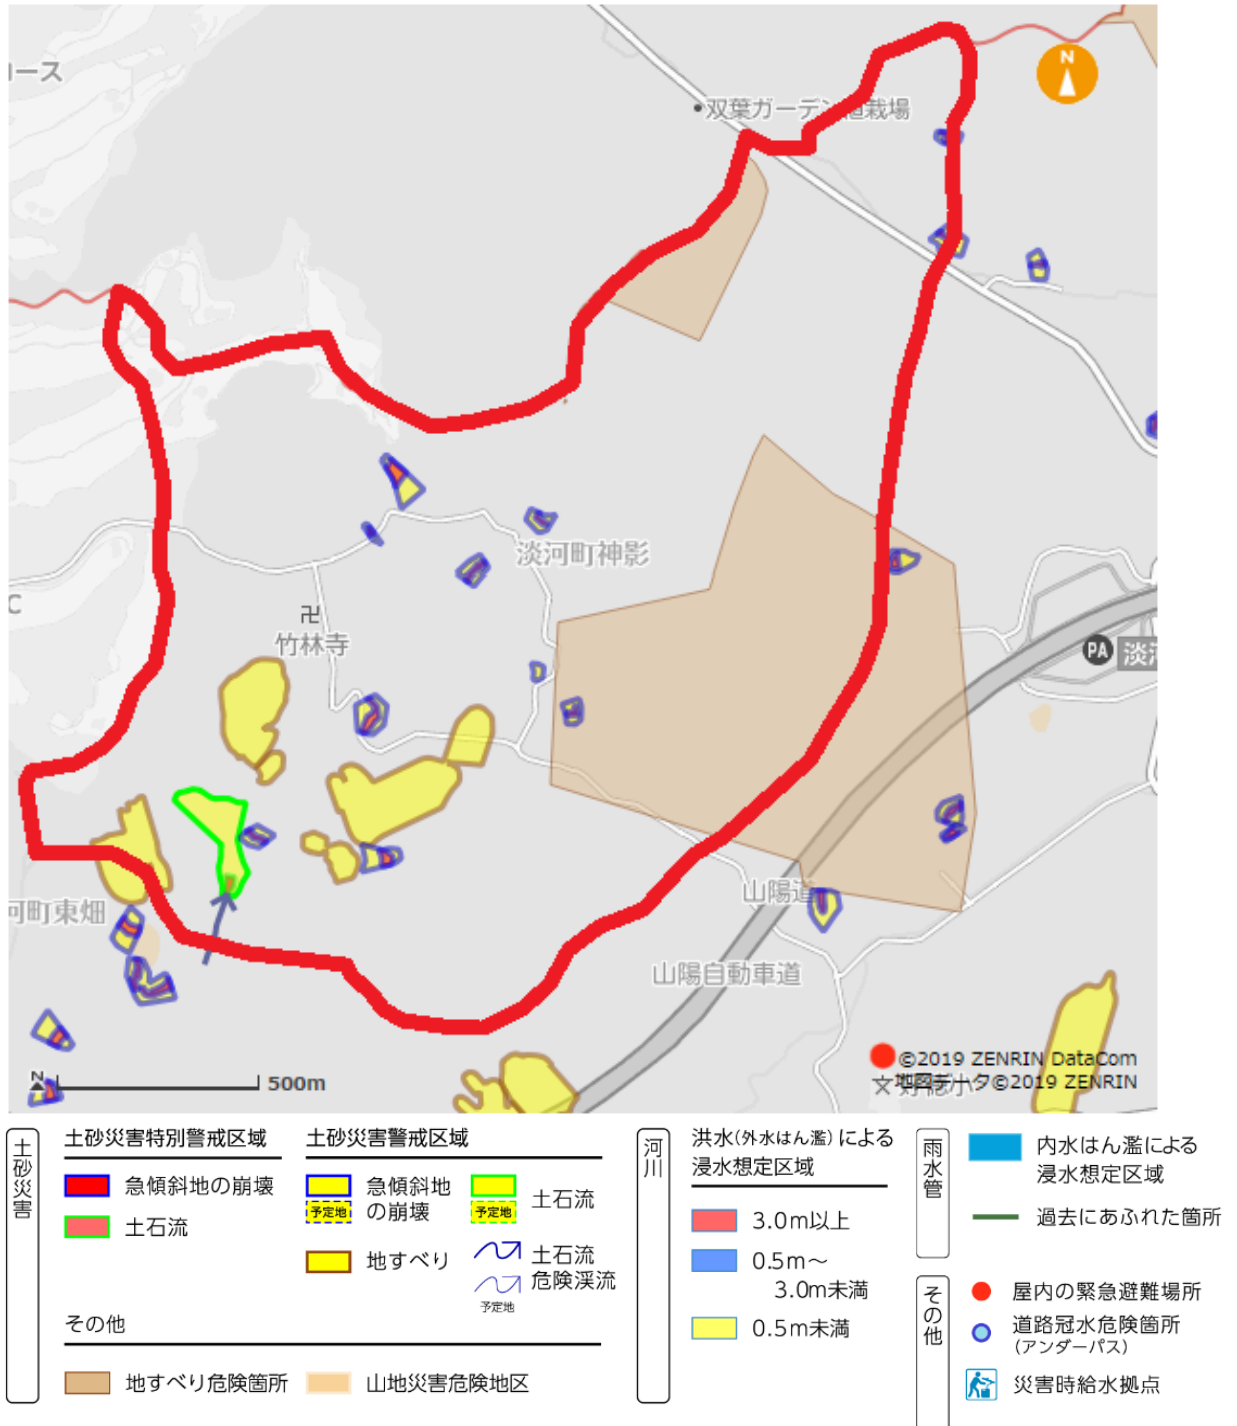 コース
N
双葉ガーデン植栽場
淡河町神影
C
卍
竹林寺
PA
淡河
山陽道
河町東畑
山陽自動車道
N
500m
©2019 ZENRIN DataCom
地図データ©2019 ZENRIN
文
土砂災害
土砂災害特別警戒区域
急傾斜地の崩壊
土石流
土砂災害警戒区域
急傾斜地
の崩壊
予定地
土石流
予定地
地すべり
土石流
危険渓流
予定地
その他
地すべり危険箇所
山地災害危険地区
河川
洪水(外水はん濫)による
浸水想定区域
3.0m以上
0.5m〜
3.0m未満
0.5m未満
雨水管
内水はん濫による
浸水想定区域
過去にあふれた箇所
その他
屋内の緊急避難場所
道路冠水危険箇所
(アンダーパス)
災害時給水拠点